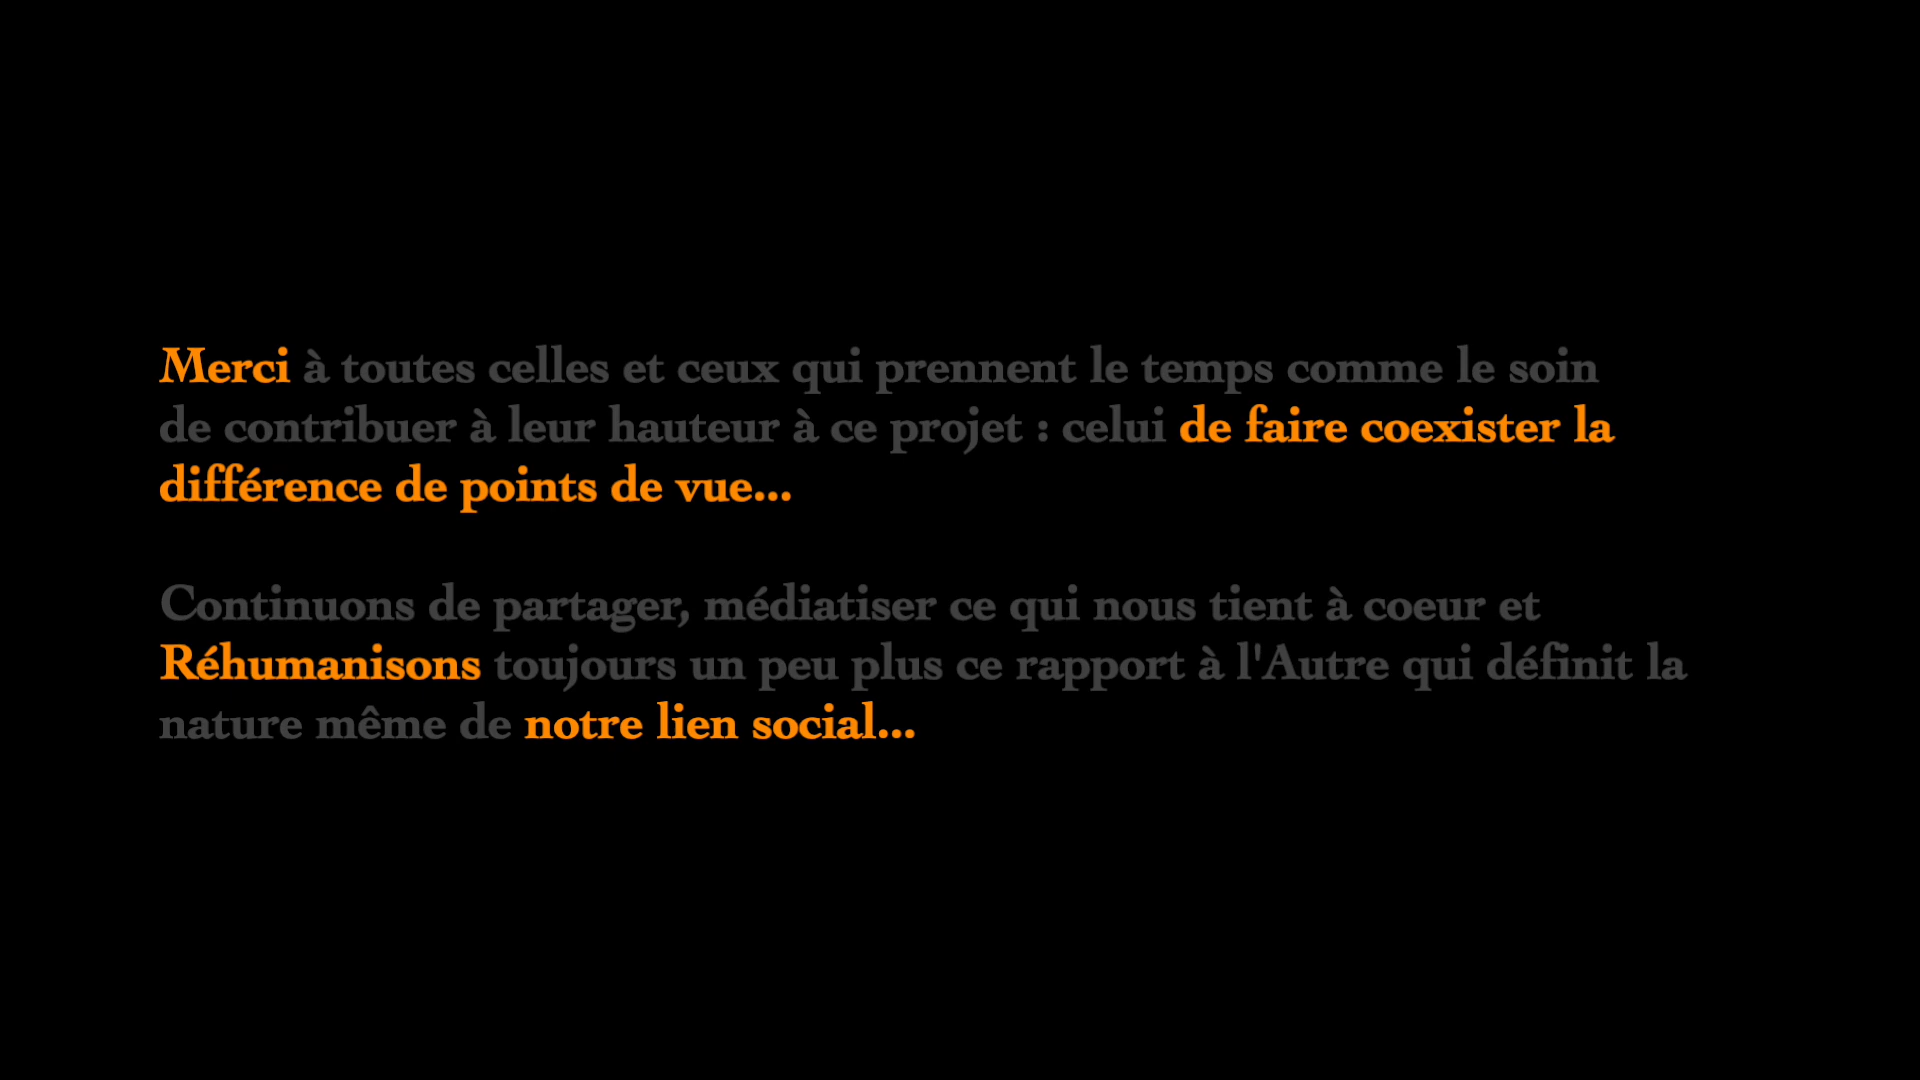 Merci à toutes celles et ceux qui prennent le temps comme le soin
de contribuer à leur hauteur à ce projet : celui de faire coexister la
différence de points de vue...
Continuons de partager, médiatiser ce qui nous tient à coeur et
Réhumanisons toujours un peu plus ce rapport à l'Autre qui définit la
nature même de notre lien social...